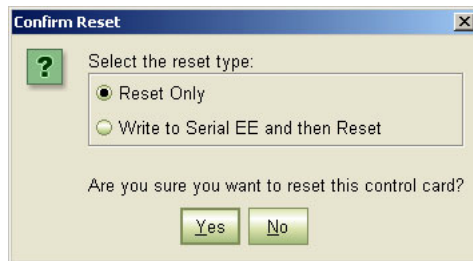 Confirm Reset
?
Select the reset type:
Reset Only
Write to Serial EE and then Reset
Are you sure you want to reset this control card?
Yes No